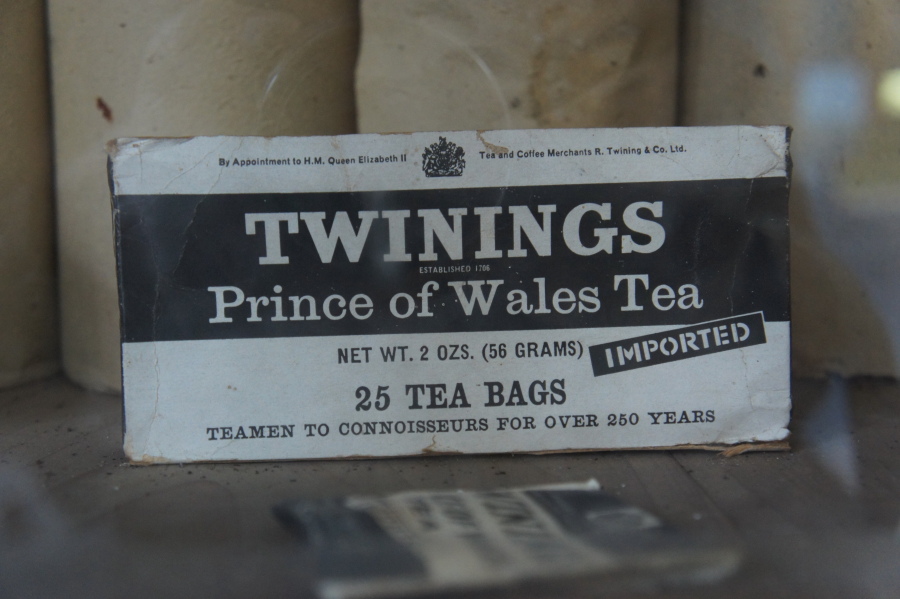 By Appointment to H.M. Queen Elizabeth II
Tea and Coffee Merchants R. Twining & Co. Ltd.
TWININGS
ESTABLISHED 1706
Prince of Wales Tea
NET WT. 2 OZS. (56 GRAMS)
IMPORTED
25 TEA BAGS
TEAMEN TO CONNOISSEURS FOR OVER 250 YEARS